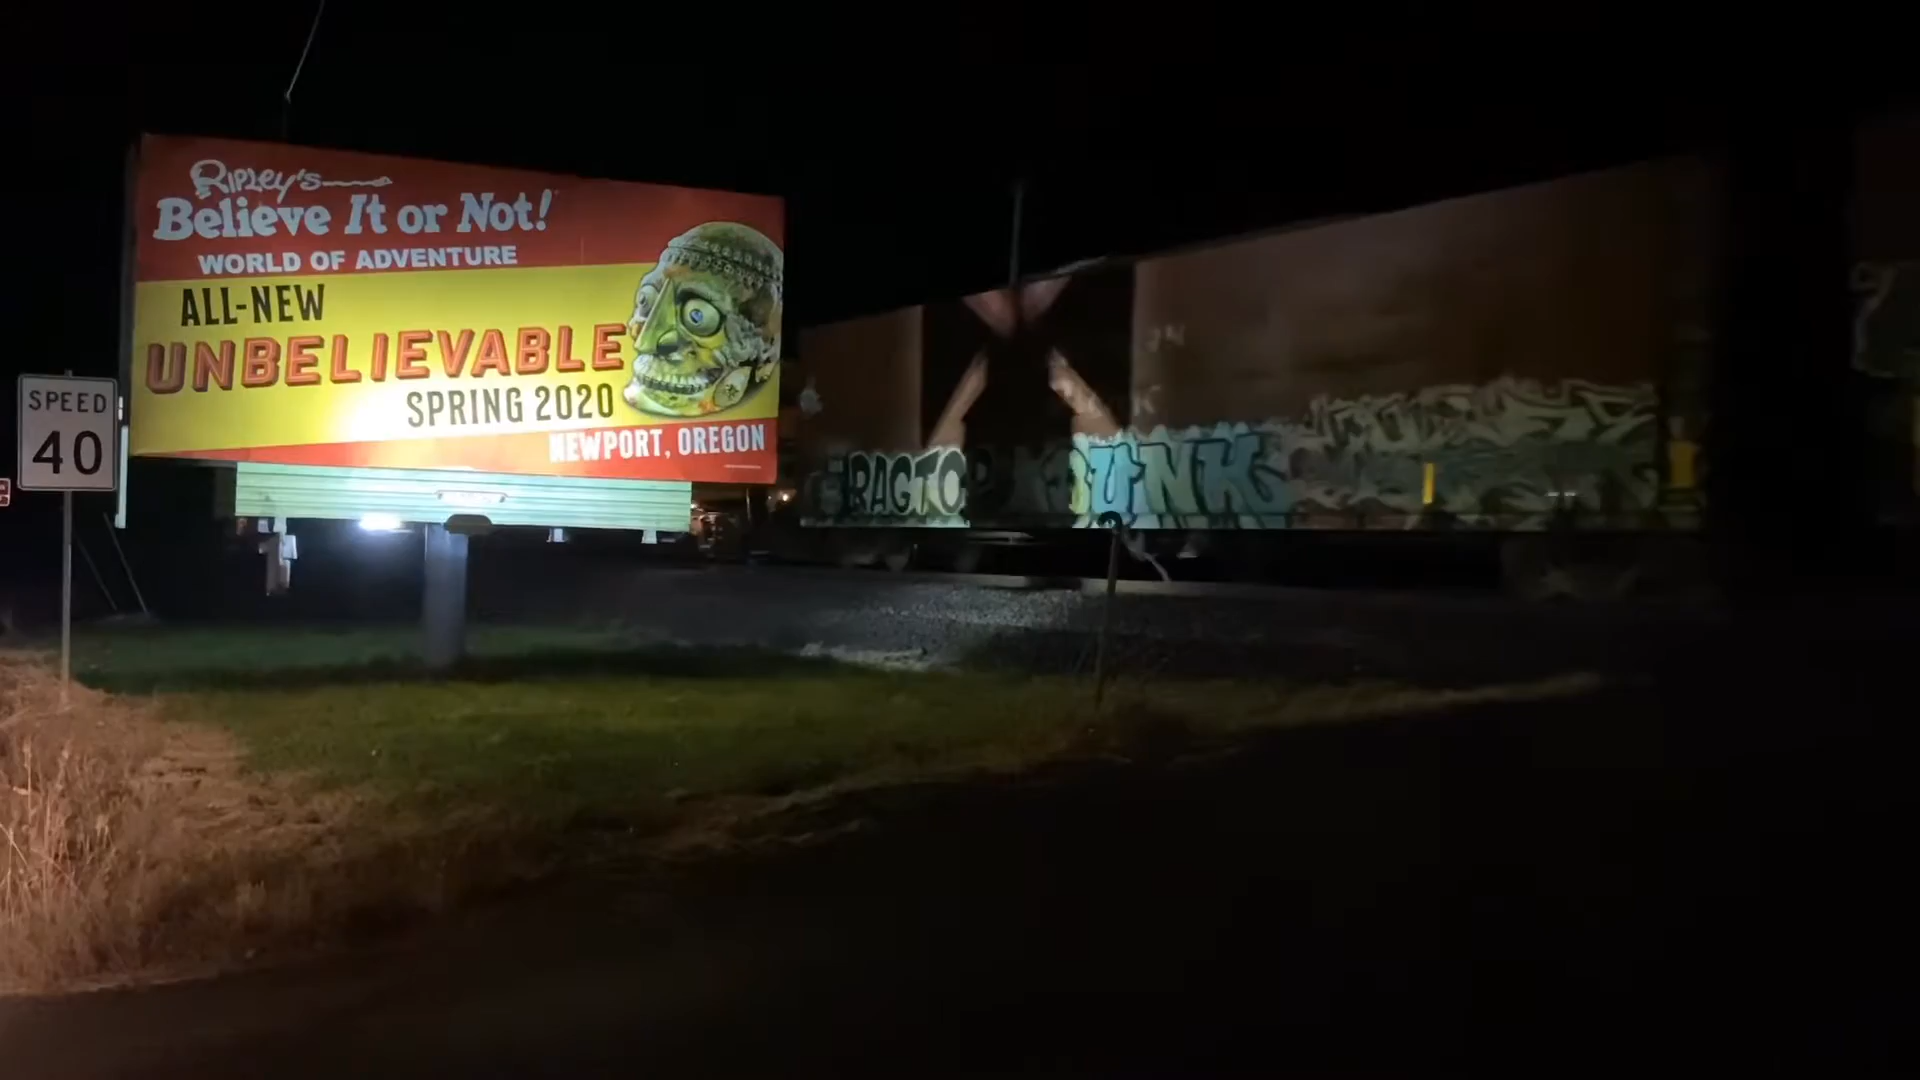 Ripley's
Believe It or Not!
WORLD OF ADVENTURE
ALL-NEW
UNBELIEVABLE
SPRING 2020
NEWPORT, OREGON
SPEED
40
RAGTOP